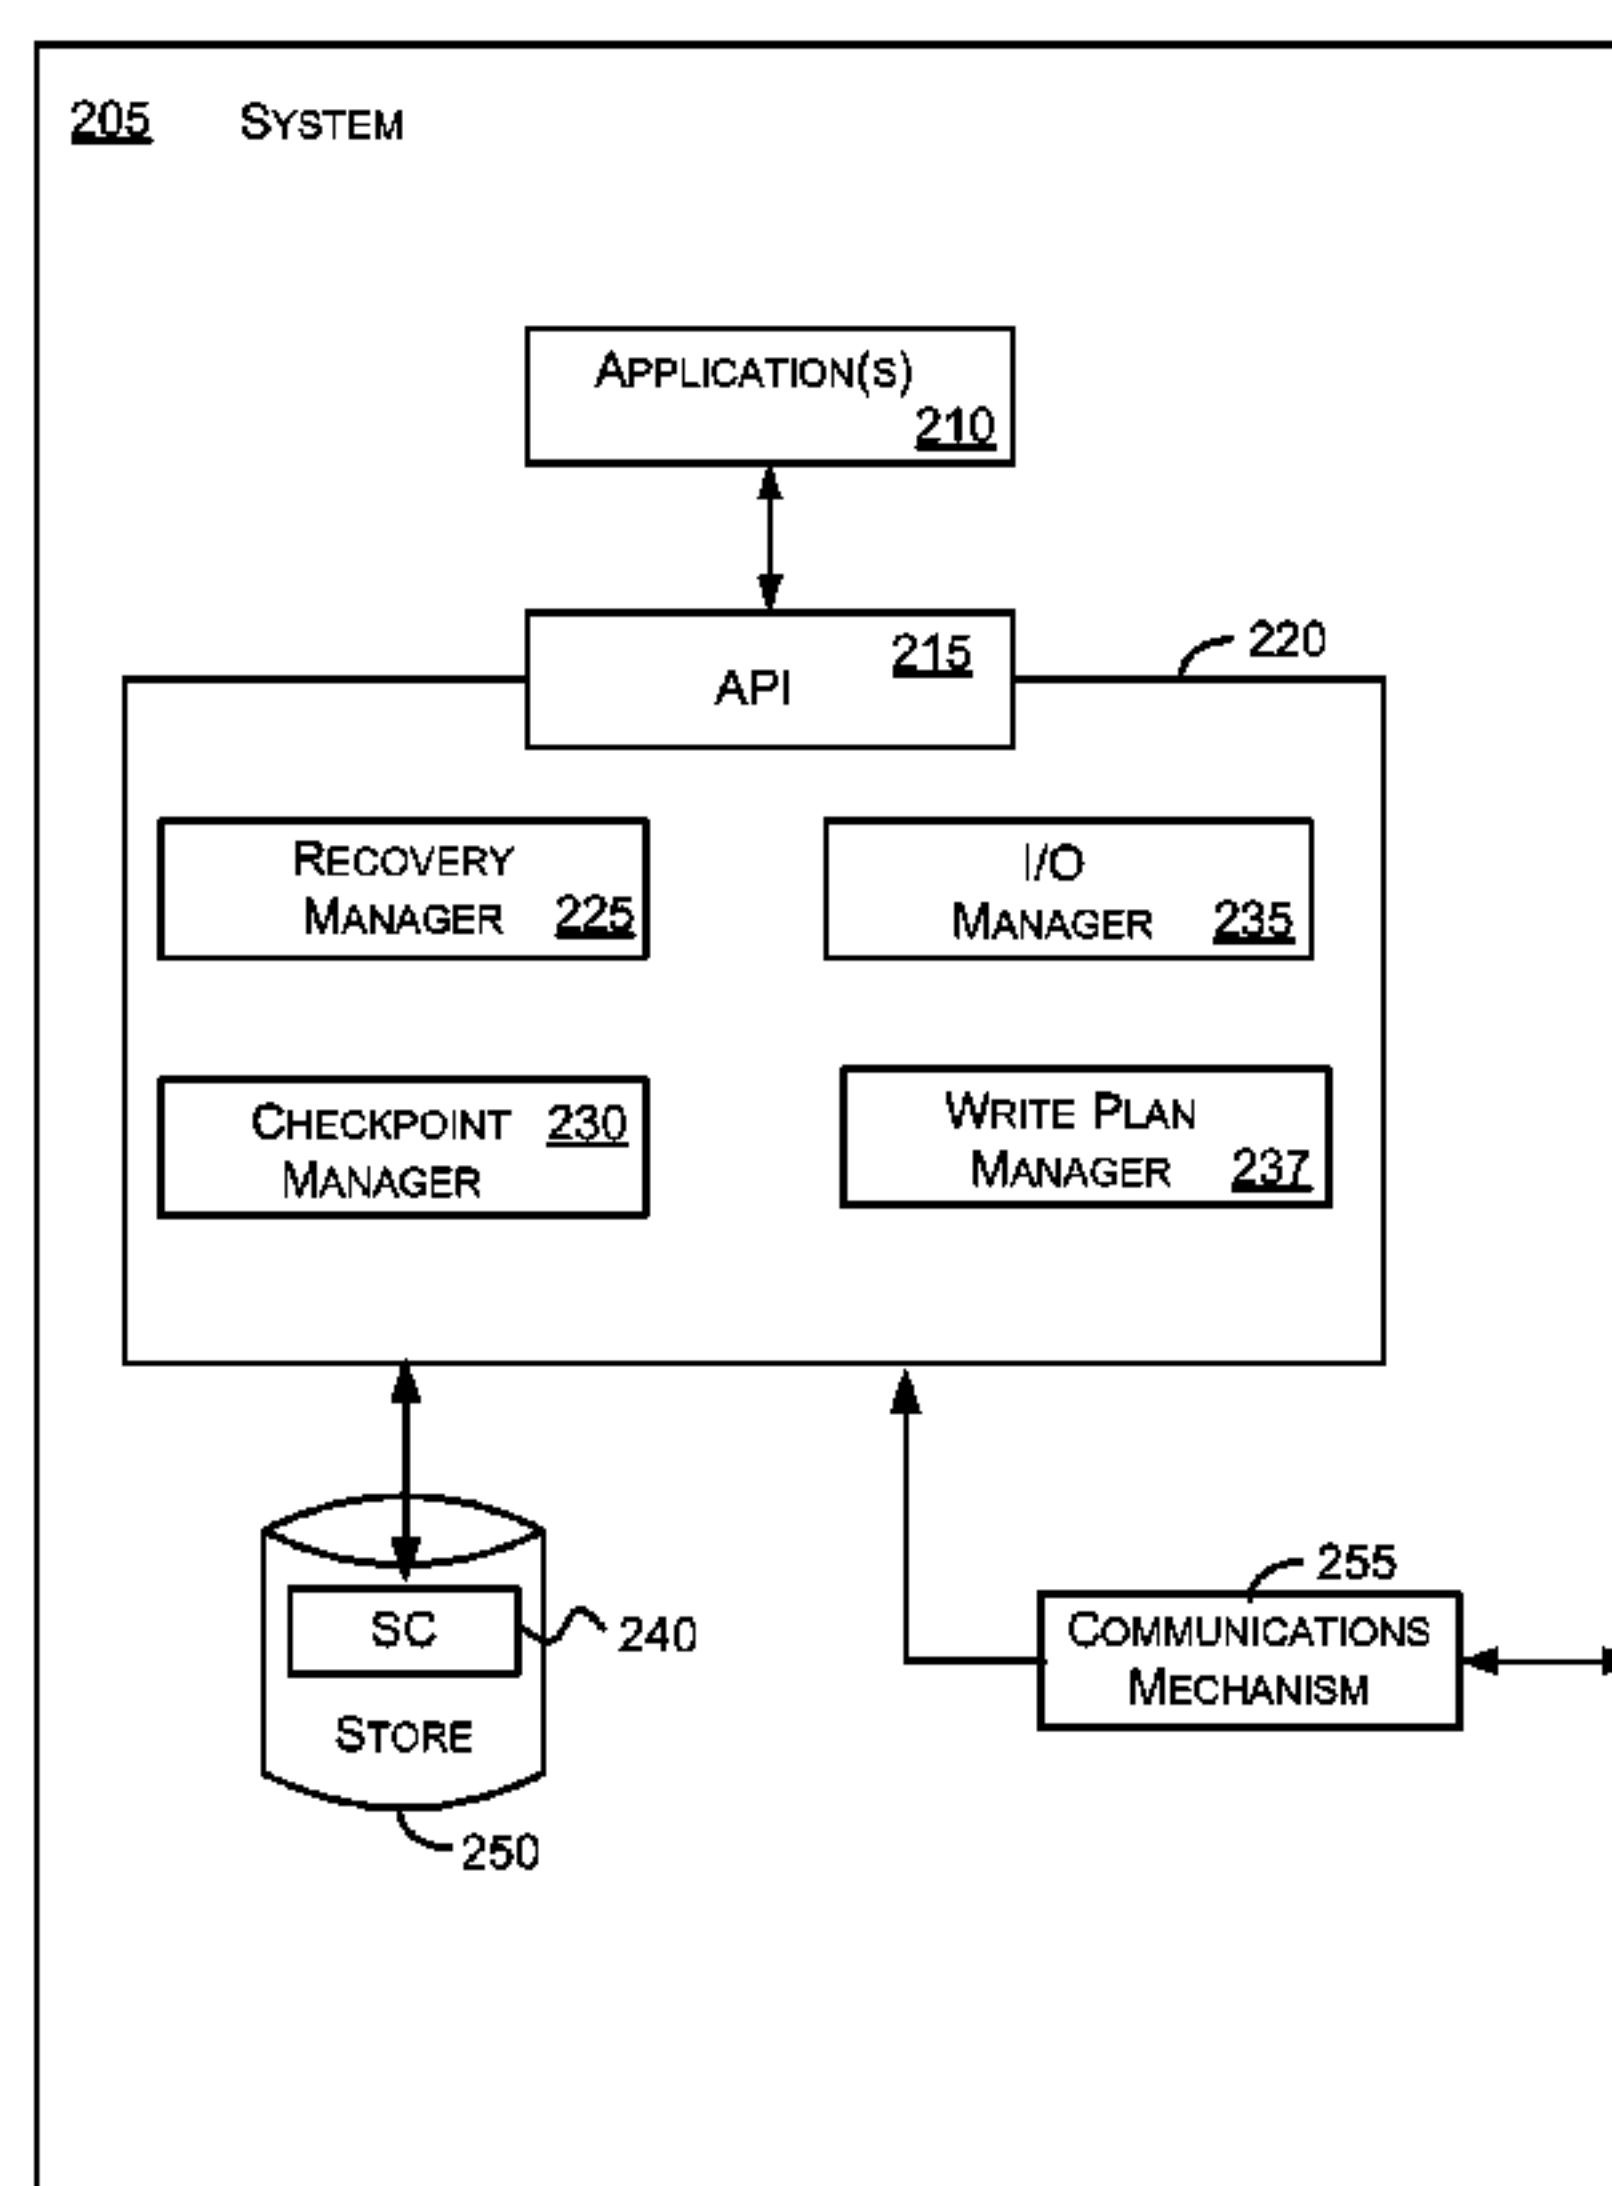 205 SYSTEM
APPLICATION(S)
210
215
API
220
RECOVERY
MANAGER 225
I/O
MANAGER 235
CHECKPOINT 230
MANAGER
WRITE PLAN
MANAGER 237
SC
240
STORE
250
255
COMMUNICATIONS
MECHANISM